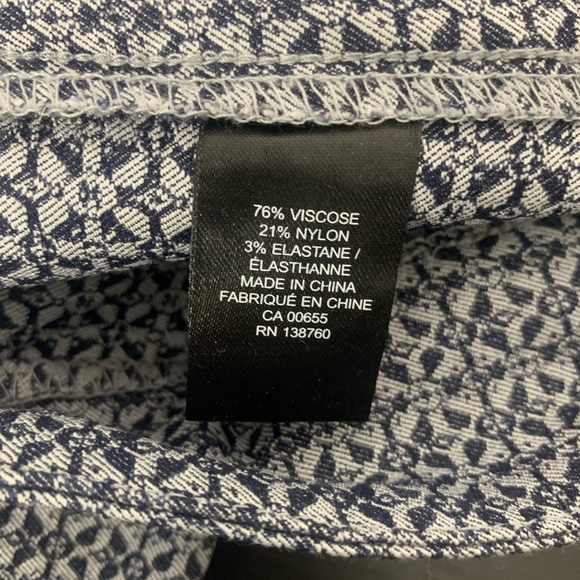 76% VISCOSE
21% NYLON
3% ELASTANE /
ÉLASTHANNE
MADE IN CHINA
FABRIQUÉ EN CHINE
CA 00655
RN 138760